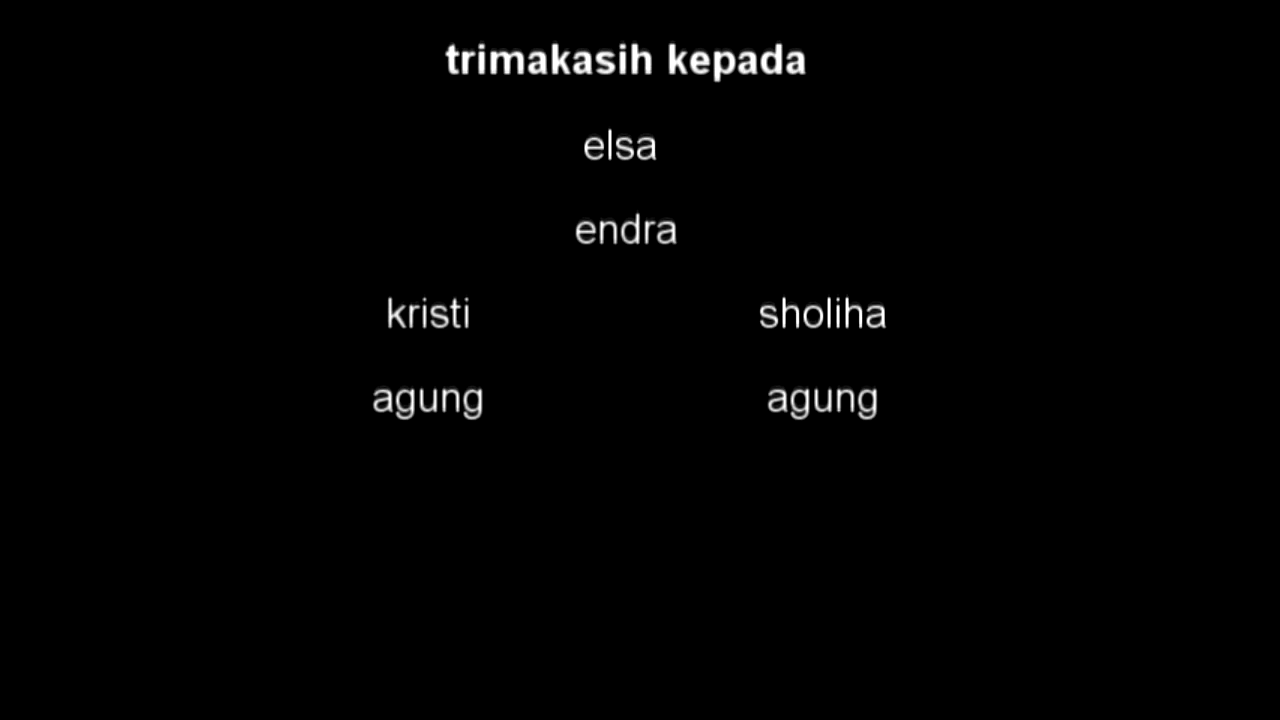 trimakasih kepada
elsa
endra
kristi sholiha
agung agung